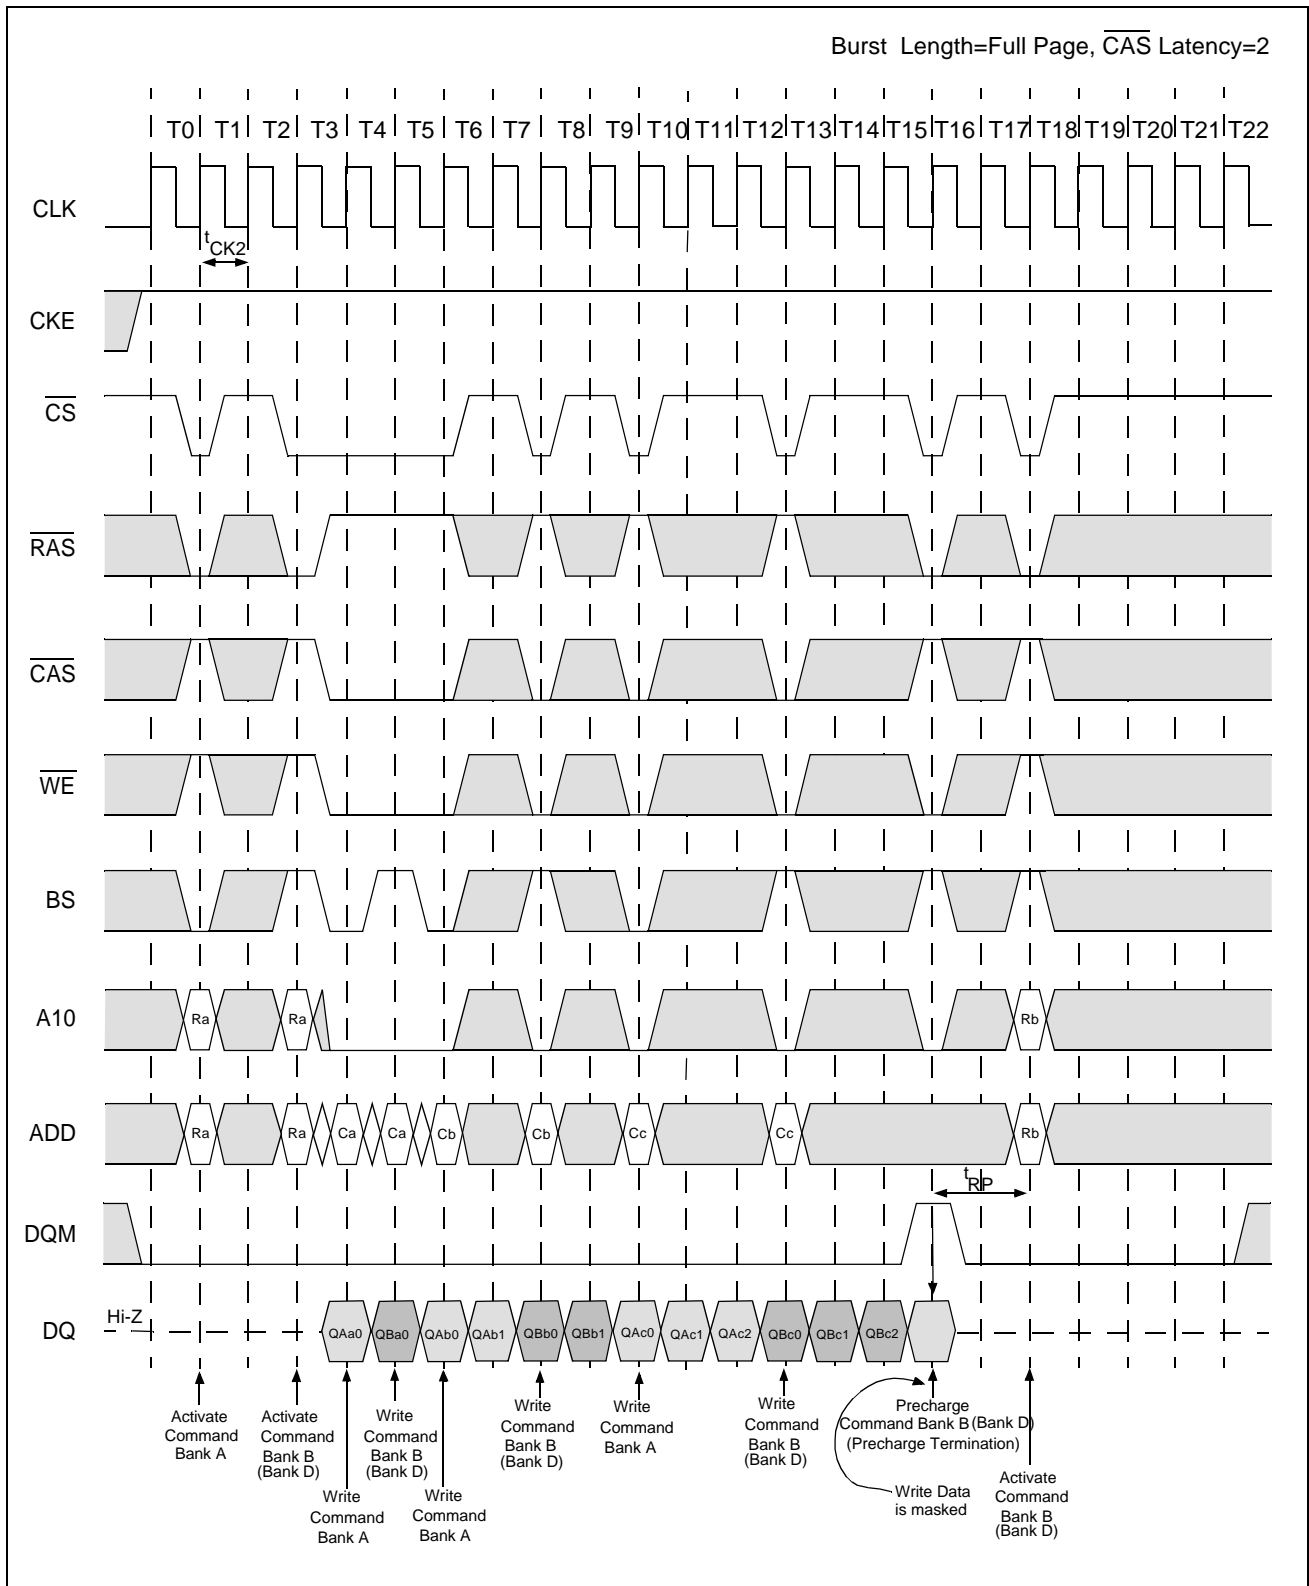 Burst Length=Full Page, CAS Latency=2
T0 T1 T2 T3 T4 T5 T6 T7 T8 T9 T10 T11 T12 T13 T14 T15 T16 T17 T18 T19 T20 T21 T22
CLK
tCK2
CKE
CS
RAS
CAS
WE
BS
A10
Ra Ra Rb
ADD
Ra Ra Ca Ca Cb Cb Cc Cc Rb
tRP
DQM
DQ
Hi-Z
QAa0 QBa0 QAb0 QAb1 QBb0 QBb1 QAc0 QAc1 QAc2 QBc0 QBc1 QBc2
Activate
Command
Bank A
Activate
Command
Bank B
(Bank D)
Write
Command
Bank A
Write
Command
Bank B
(Bank D)
Write
Command
Bank A
Write
Command
Bank B
(Bank D)
Write
Command
Bank A
Write
Command
Bank B
(Bank D)
Precharge
Command Bank B (Bank D)
(Precharge Termination)
Write Data
is masked
Activate
Command
Bank B
(Bank D)